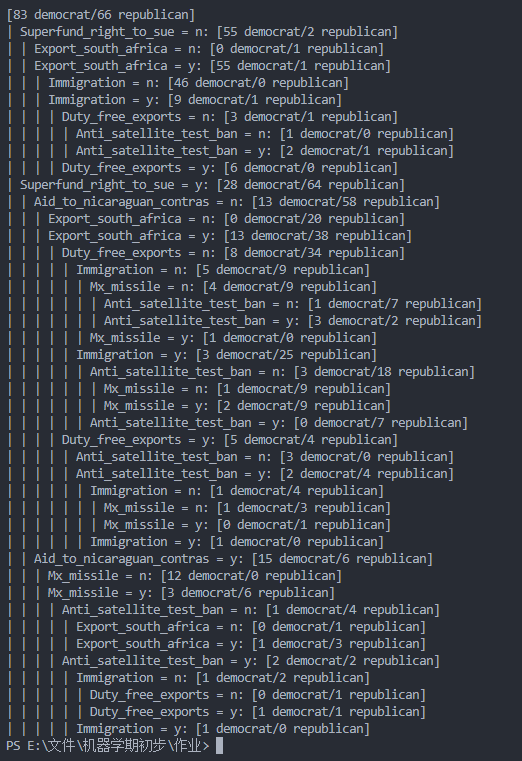 [83 democrat/66 republican]
| Superfund_right_to_sue = n: [55 democrat/2 republican]
| | Export_south_africa = n: [0 democrat/1 republican]
| | Export_south_africa = y: [55 democrat/1 republican]
| | | Immigration = n: [46 democrat/0 republican]
| | | Immigration = y: [9 democrat/1 republican]
| | | | Duty_free_exports = n: [3 democrat/1 republican]
| | | | | Anti_satellite_test_ban = n: [1 democrat/0 republican]
| | | | | Anti_satellite_test_ban = y: [2 democrat/1 republican]
| | | | Duty_free_exports = y: [6 democrat/0 republican]
| Superfund_right_to_sue = y: [28 democrat/64 republican]
| | Aid_to_nicaraguan_contras = n: [13 democrat/58 republican]
| | | Export_south_africa = n: [0 democrat/20 republican]
| | | Export_south_africa = y: [13 democrat/38 republican]
| | | | Duty_free_exports = n: [8 democrat/34 republican]
| | | | | Immigration = n: [5 democrat/9 republican]
| | | | | | Mx_missile = n: [4 democrat/9 republican]
| | | | | | | Anti_satellite_test_ban = n: [1 democrat/7 republican]
| | | | | | | Anti_satellite_test_ban = y: [3 democrat/2 republican]
| | | | | | Mx_missile = y: [1 democrat/0 republican]
| | | | | Immigration = y: [3 democrat/25 republican]
| | | | | | Anti_satellite_test_ban = n: [3 democrat/18 republican]
| | | | | | | Mx_missile = n: [1 democrat/9 republican]
| | | | | | | Mx_missile = y: [2 democrat/9 republican]
| | | | | | Anti_satellite_test_ban = y: [0 democrat/7 republican]
| | | | Duty_free_exports = y: [5 democrat/4 republican]
| | | | | Anti_satellite_test_ban = n: [3 democrat/0 republican]
| | | | | Anti_satellite_test_ban = y: [2 democrat/4 republican]
| | | | | | Immigration = n: [1 democrat/4 republican]
| | | | | | | Mx_missile = n: [1 democrat/3 republican]
| | | | | | | Mx_missile = y: [0 democrat/1 republican]
| | | | | | Immigration = y: [1 democrat/0 republican]
| | Aid_to_nicaraguan_contras = y: [15 democrat/6 republican]
| | | Mx_missile = n: [12 democrat/0 republican]
| | | Mx_missile = y: [3 democrat/6 republican]
| | | | Anti_satellite_test_ban = n: [1 democrat/4 republican]
| | | | | Export_south_africa = n: [0 democrat/1 republican]
| | | | | Export_south_africa = y: [1 democrat/3 republican]
| | | | Anti_satellite_test_ban = y: [2 democrat/2 republican]
| | | | | Immigration = n: [1 democrat/2 republican]
| | | | | | Duty_free_exports = n: [0 democrat/1 republican]
| | | | | | Duty_free_exports = y: [1 democrat/1 republican]
| | | | | Immigration = y: [1 democrat/0 republican]
PS E:\文件\机器学期初步\作业>